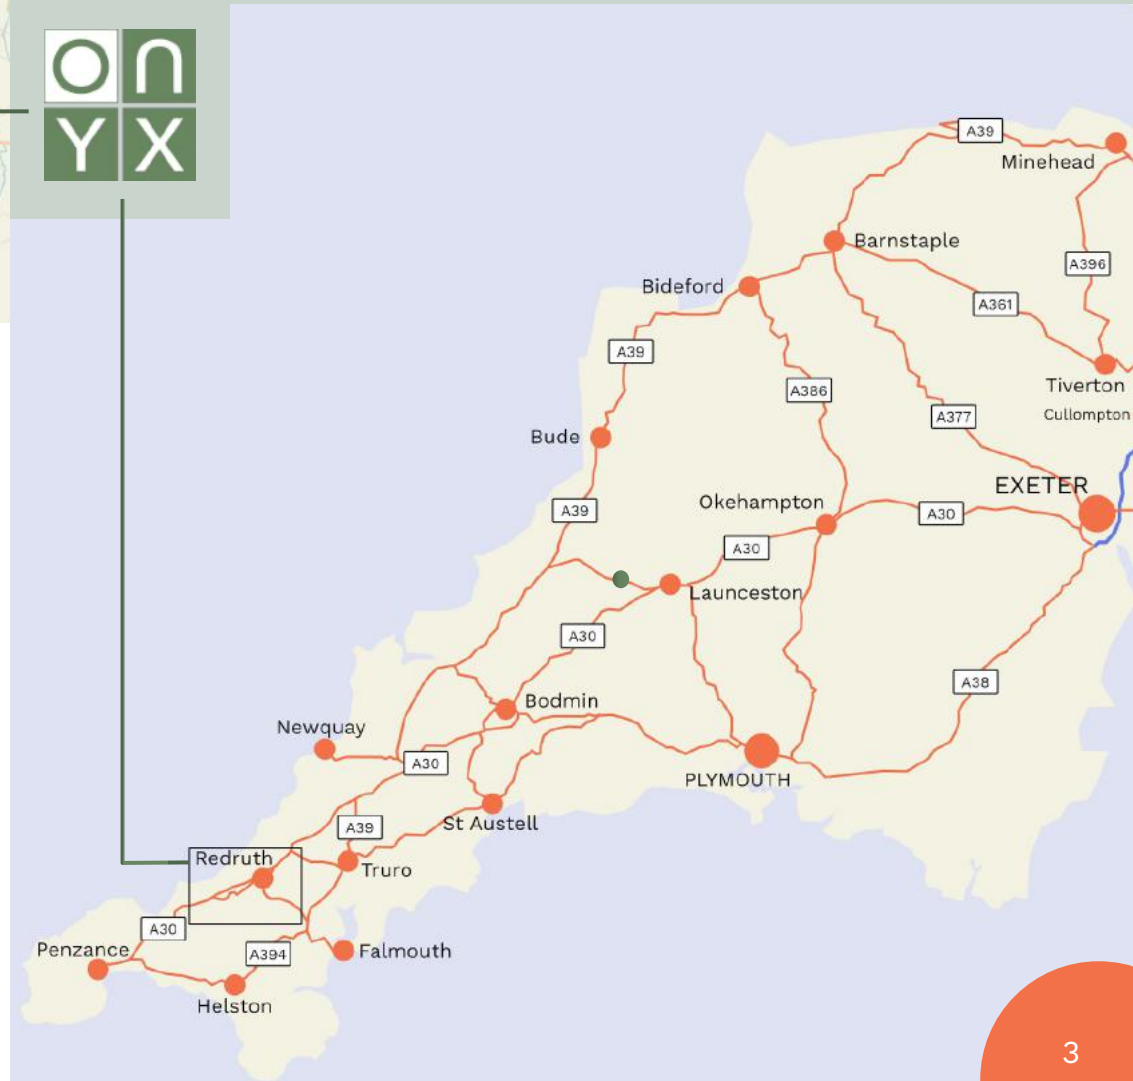 ON
YX
A39
Minehead
Barnstaple
A396
Bideford
A361
A39
Tiverton
A386
Cullompton
A377
Bude
EXETER
Okehampton
A39
A30
A30
Launceston
A30
A38
Bodmin
Newquay
A30
PLYMOUTH
St Austell
A39
Redruth
Truro
A30
Penzance
A394
Falmouth
Helston
3